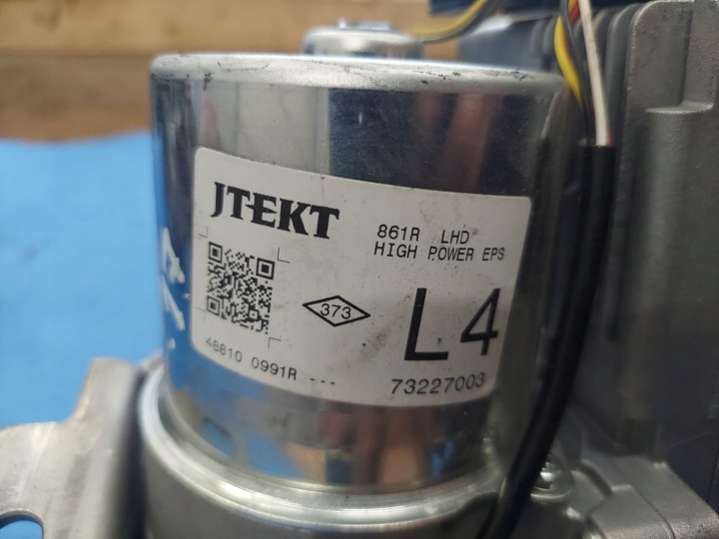 JTEKT
861R LHD
HIGH POWER EPS
373
L4
48810 0991R ---
73227003